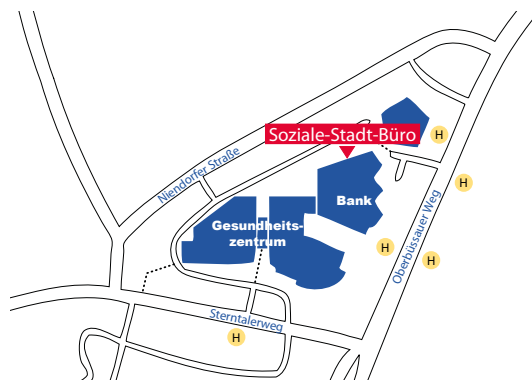 Soziale-Stadt-Büro
H
Niendorfer Straße
H
Bank
Gesundheits-
zentrum
Oberbüssauer Weg
H
H
Sterntalerweg
H